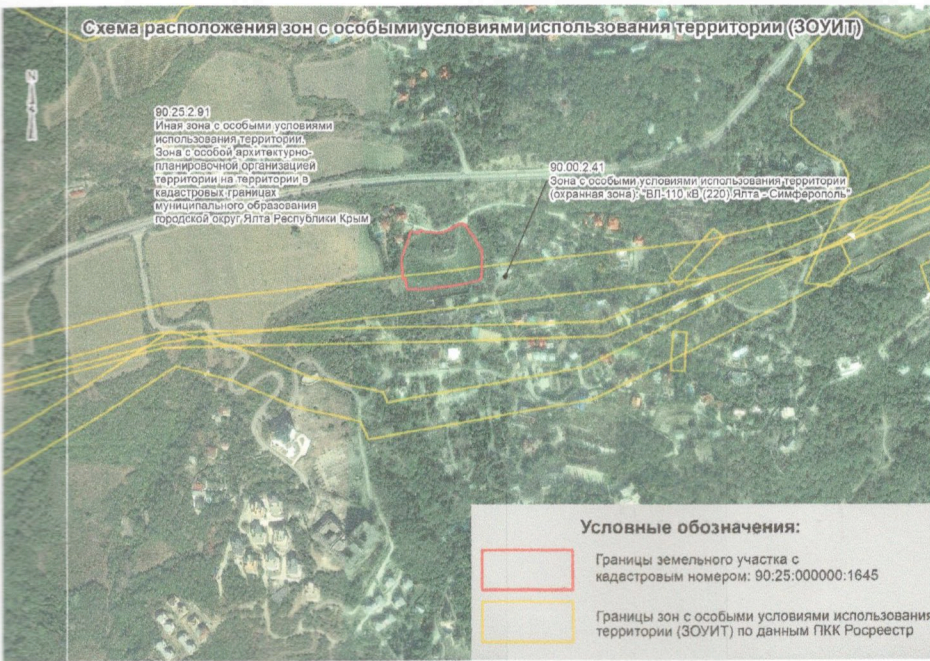 Схема расположения зон с особыми условиями использования территории (ЗОУИТ)
N
90.25.2.91
Иная зона с особыми условиями
использования территории.
Зона с особой архитектурно-
планировочной организацией
территории на территории в
кадастровых границах
муниципального образования
городской округ Ялта Республики Крым
90.00.2.41
Зона с особыми условиями использования территории
(охранная зона): "ВЛ-110 кВ (220) Ялта - Симферополь"
Условные обозначения:
Границы земельного участка с
кадастровым номером: 90:25:000000:1645
Границы зон с особыми условиями использования
территории (ЗОУИТ) по данным ПКК Росреестр